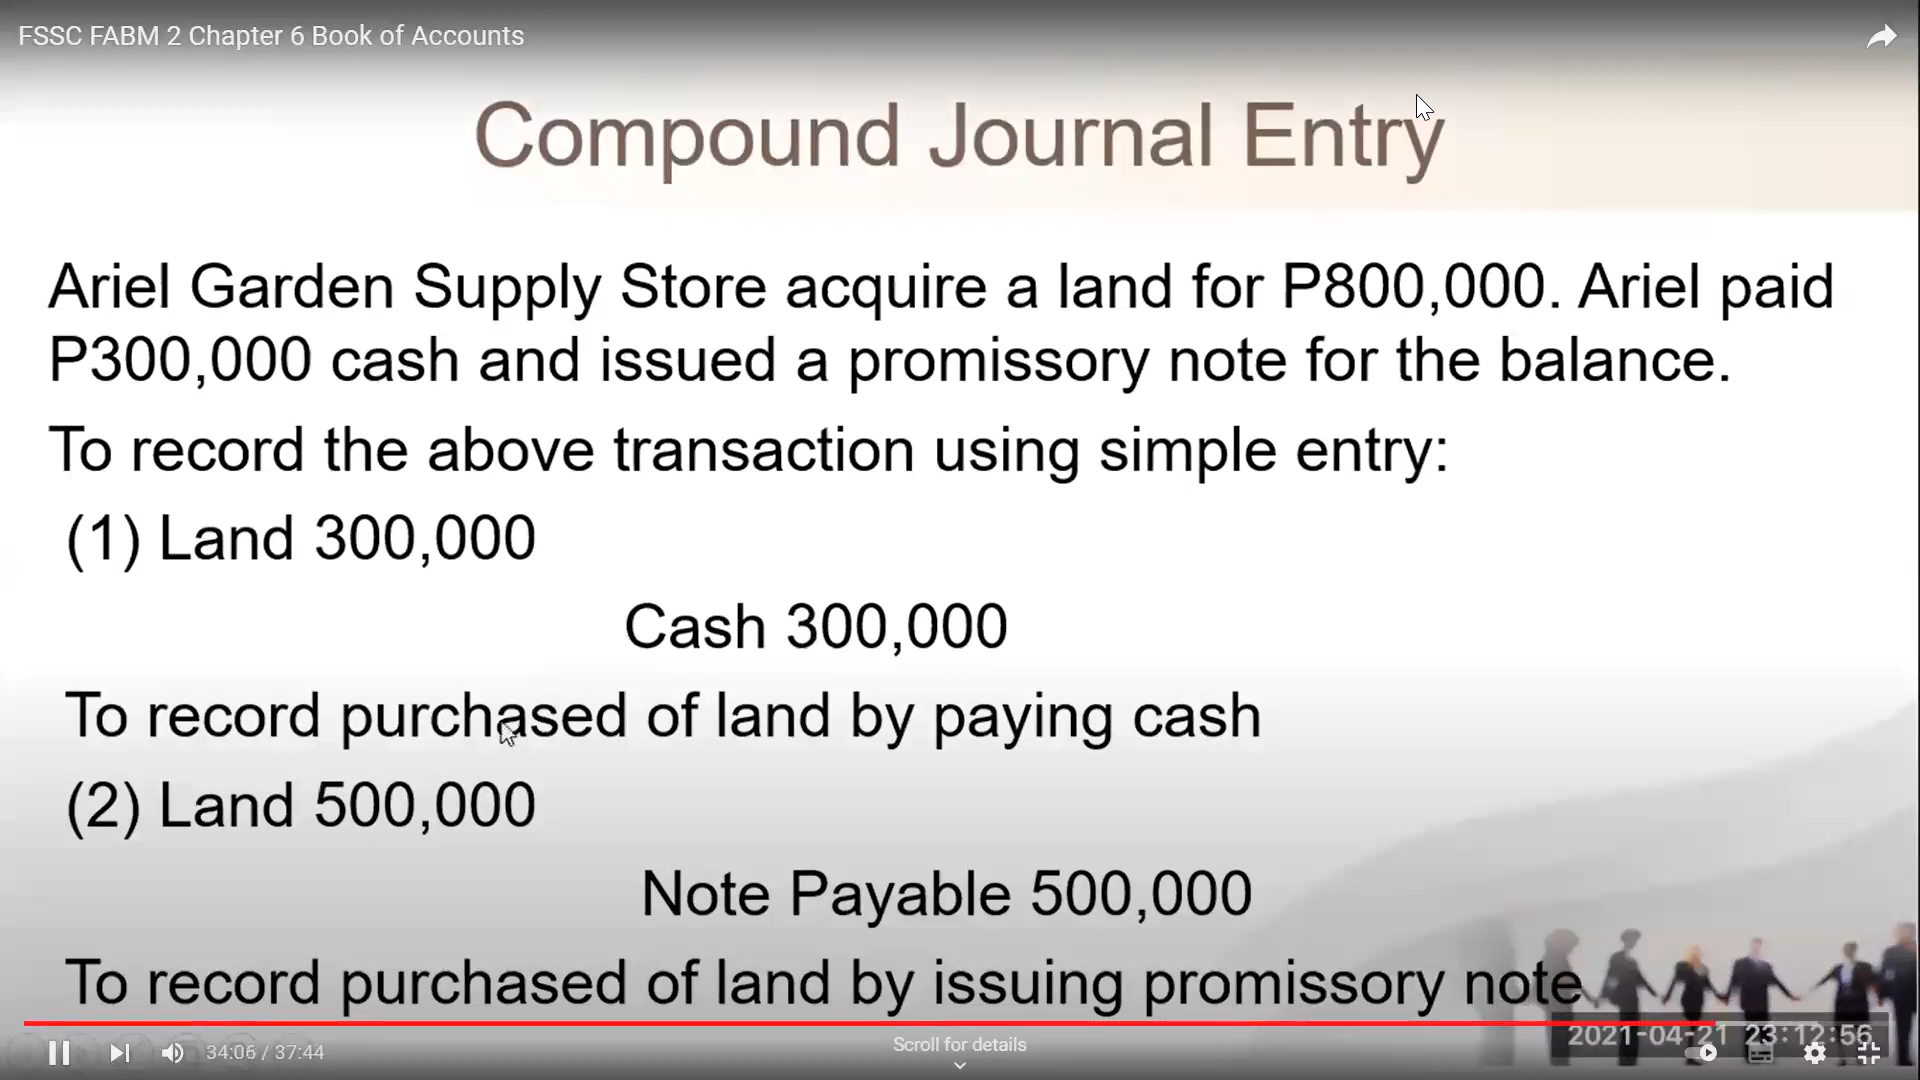 FSSC FABM 2 Chapter 6 Book of Accounts
Compound Journal Entry
Ariel Garden Supply Store acquire a land for P800,000. Ariel paid
P300,000 cash and issued a promissory note for the balance.
To record the above transaction using simple entry:
(1) Land 300,000
Cash 300,000
To record purchased of land by paying cash
(2) Land 500,000
Note Payable 500,000
To record purchased of land by issuing promissory note
2021-04-21 23:12:56
34:06 / 37:44
Scroll for details